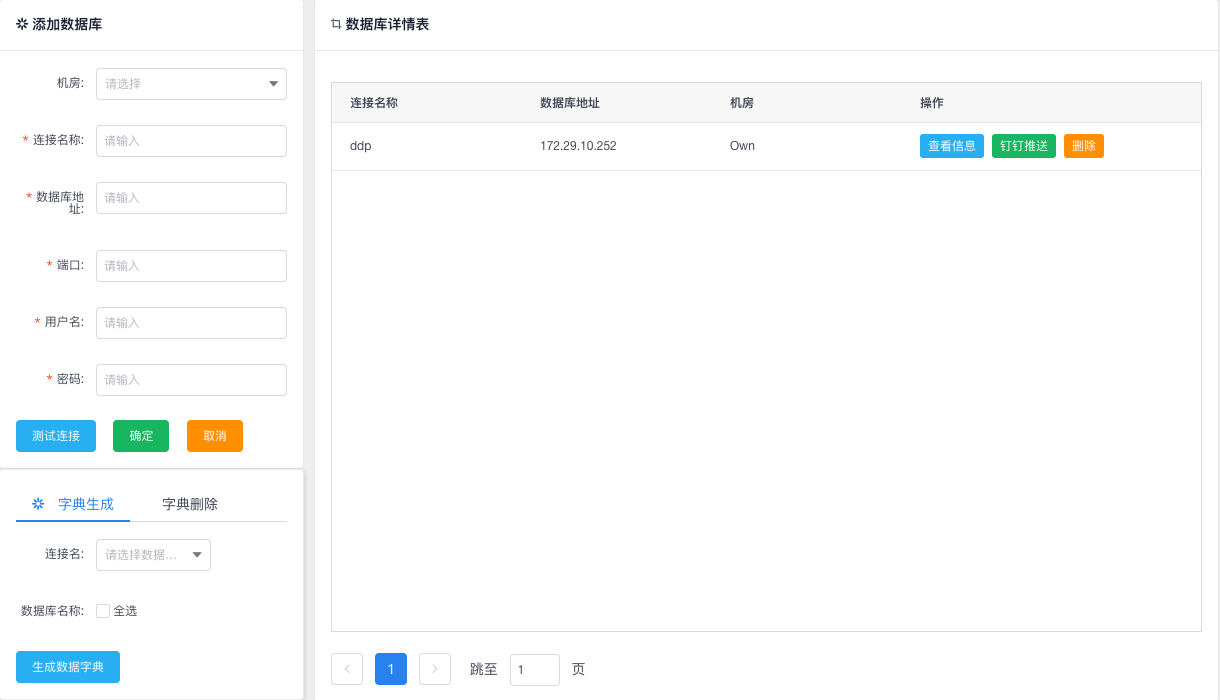 添加数据库
机房:
请选择
* 连接名称:
请输入
* 数据库地
址:
请输入
* 端口:
请输入
* 用户名:
请输入
* 密码:
请输入
测试连接
确定
取消
字典生成
字典删除
连接名:
请选择数据...
数据库名称:
全选
生成数据字典
数据库详情表
连接名称 数据库地址 机房 操作
ddp 172.29.10.252 Own 查看信息 钉钉推送 删除
1 跳至 1 页